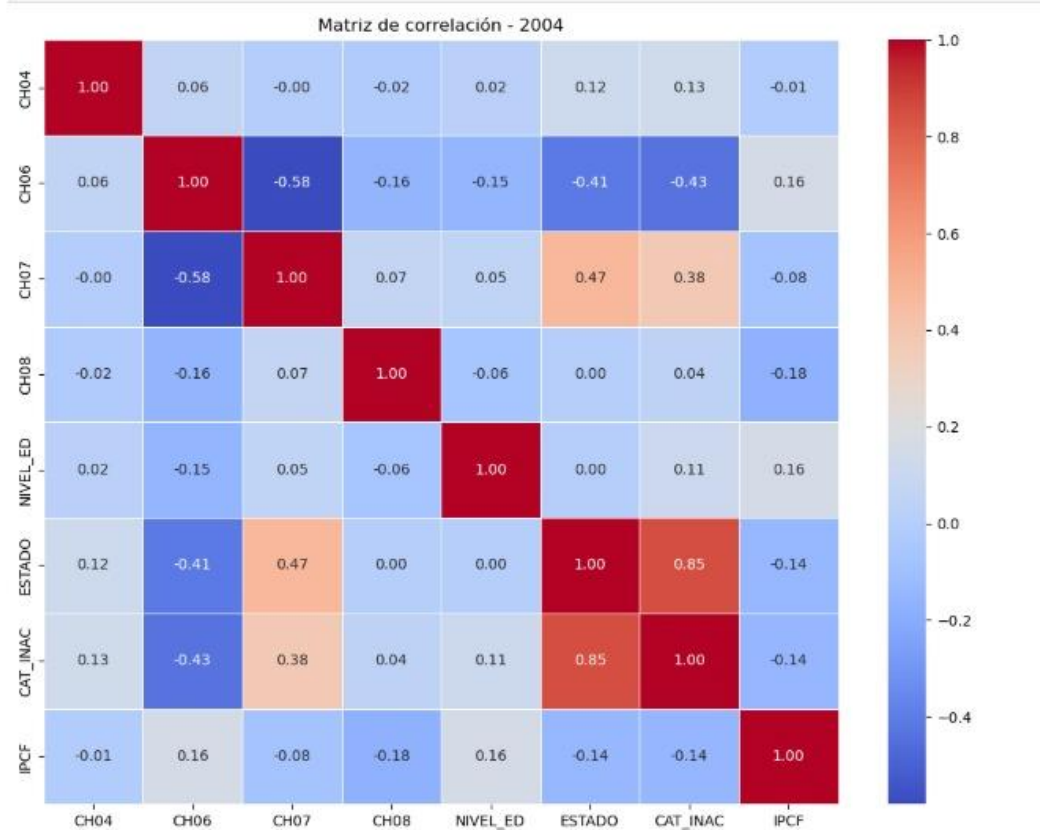 Matriz de correlación - 2004
CH04 1.00 0.06 -0.00 -0.02 0.02 0.12 0.13 -0.01
CH06 0.06 1.00 -0.58 -0.16 -0.15 -0.41 -0.43 0.16
CH07 -0.00 -0.58 1.00 0.07 0.05 0.47 0.38 -0.08
CH08 -0.02 -0.16 0.07 1.00 -0.06 0.00 0.04 -0.18
NIVEL_ED 0.02 -0.15 0.05 -0.06 1.00 0.00 0.11 0.16
ESTADO 0.12 -0.41 0.47 0.00 0.00 1.00 0.85 -0.14
CAT_INAC 0.13 -0.43 0.38 0.04 0.11 0.85 1.00 -0.14
IPCF -0.01 0.16 -0.08 -0.18 0.16 -0.14 -0.14 1.00
CH04 CH06 CH07 CH08 NIVEL_ED ESTADO CAT_INAC IPCF
1.0
0.8
0.6
0.4
0.2
0.0
−0.2
−0.4